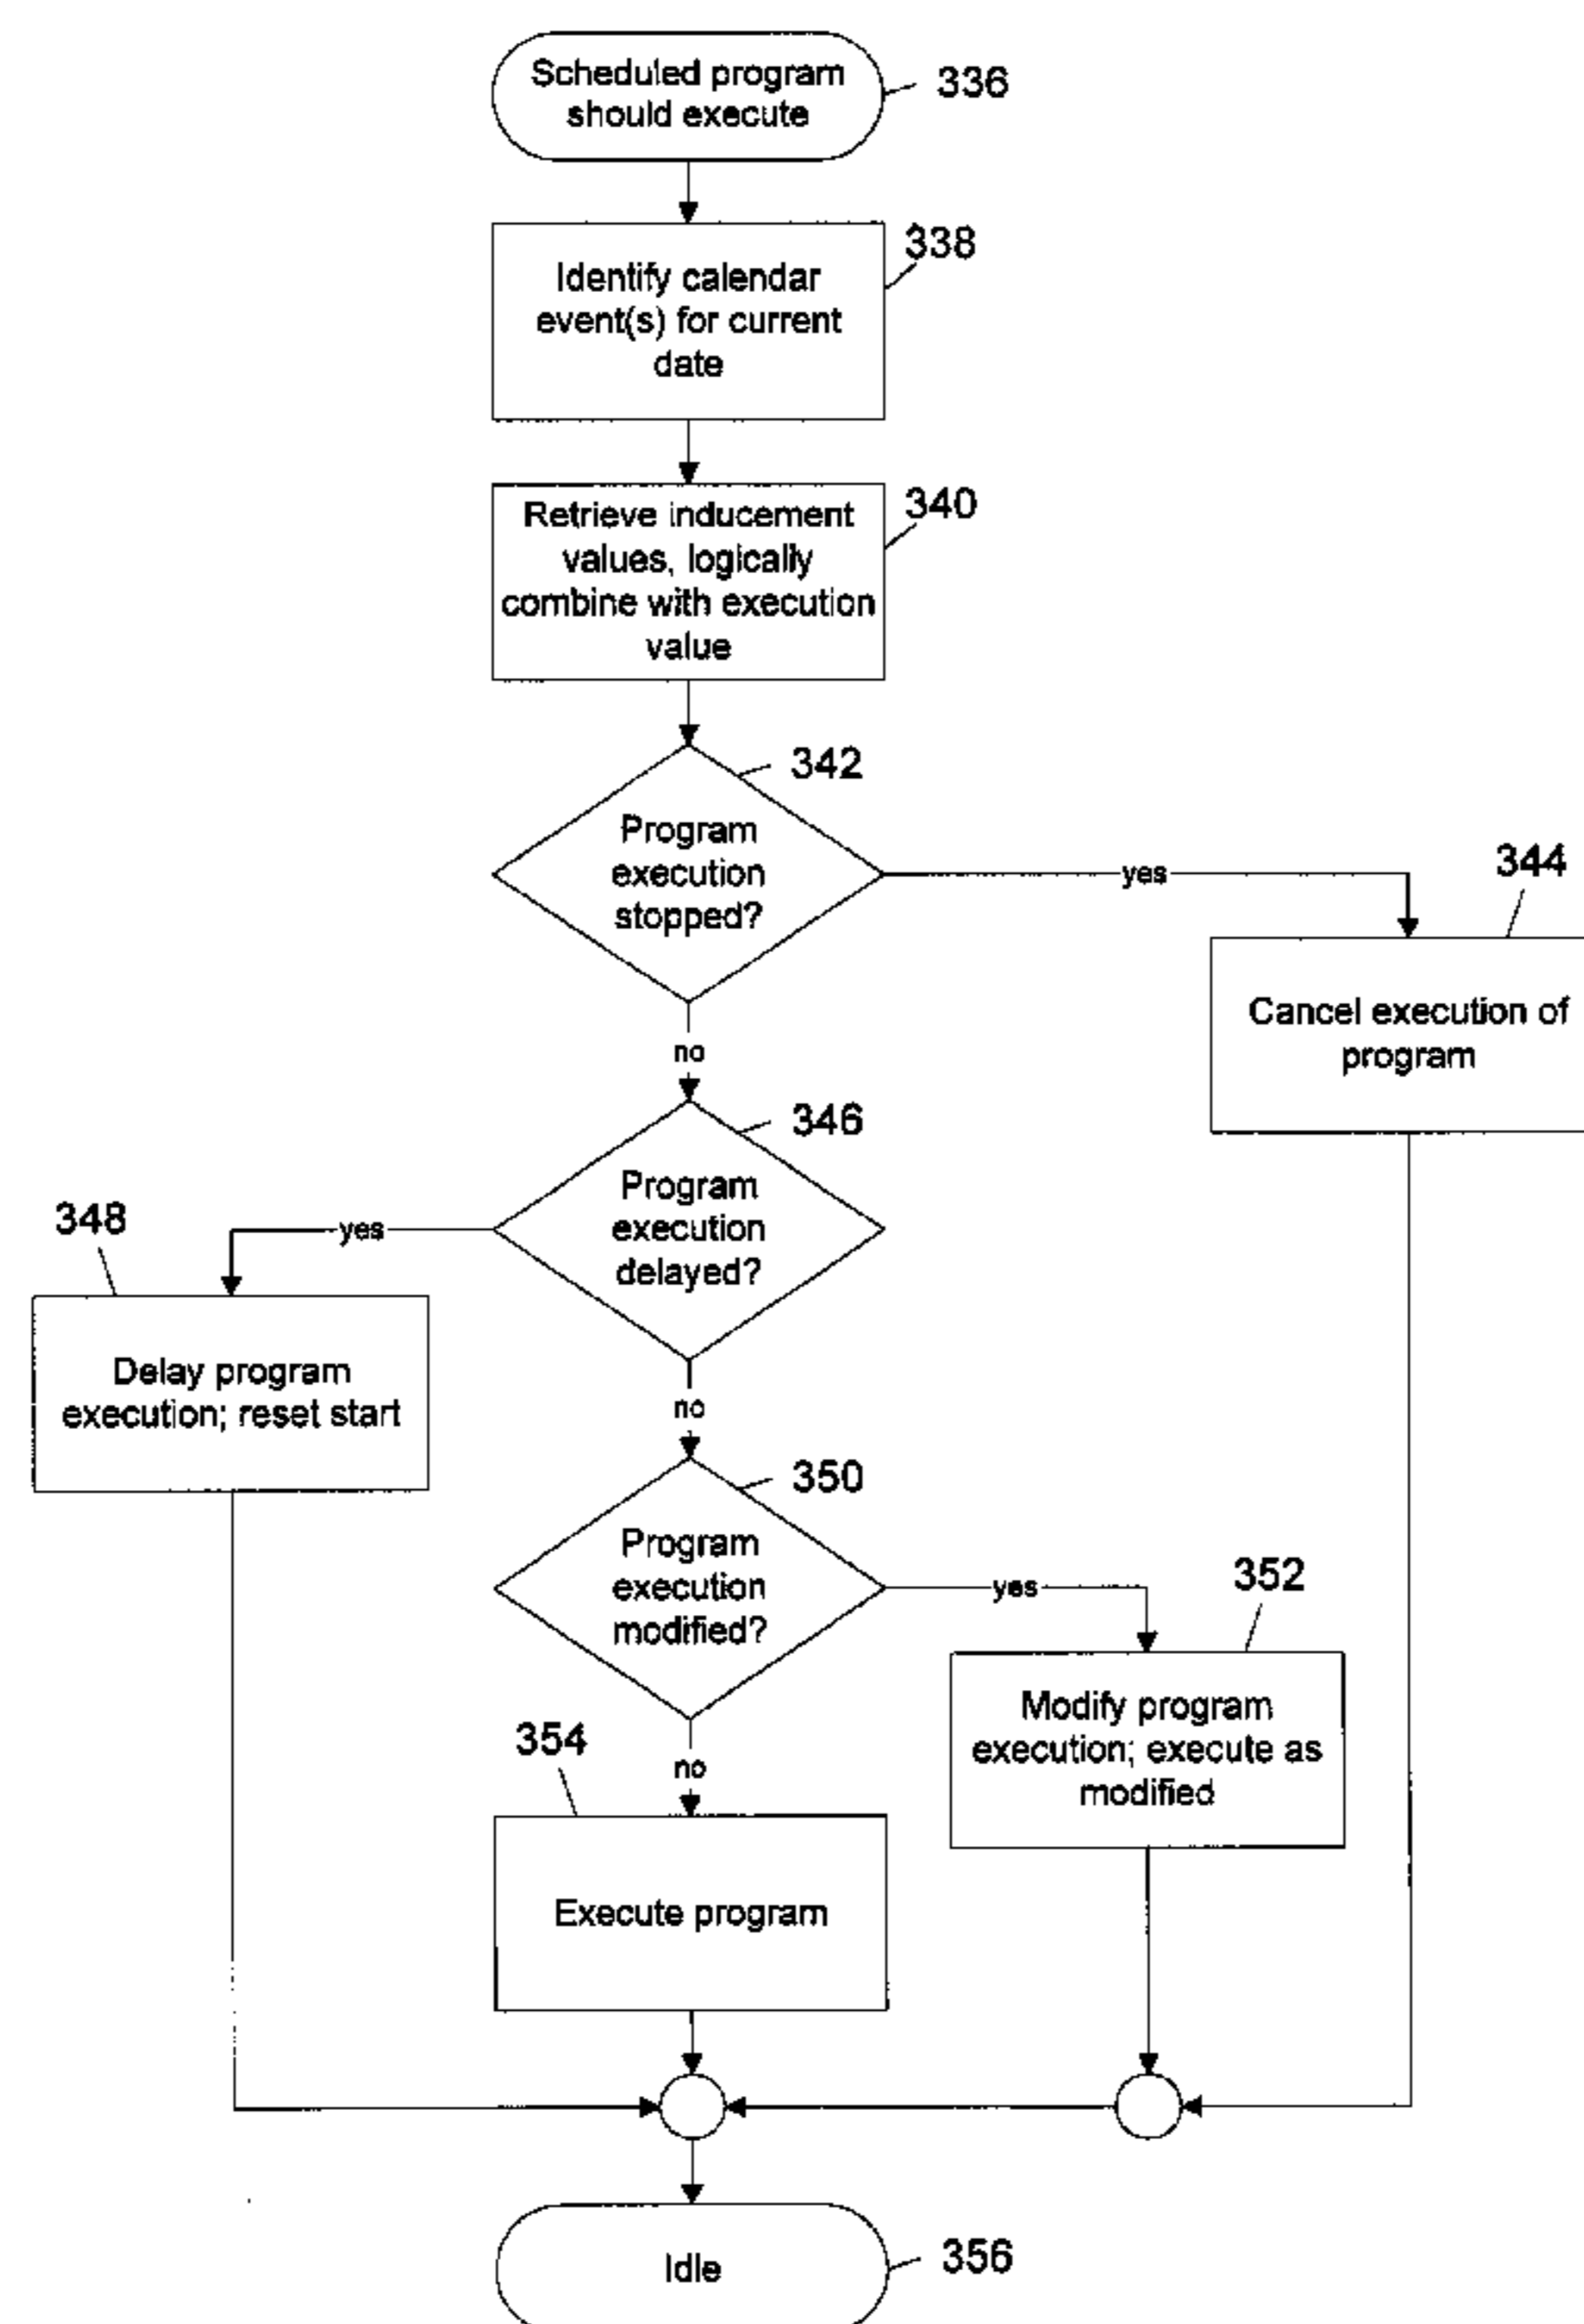 Scheduled program
should execute
336
Identify calendar
event(s) for current
date
338
Retrieve inducement
values, logically
combine with execution
value
340
Program
execution
stopped?
342
yes
344
Cancel execution of
program
no
346
Program
execution
delayed?
yes
348
Delay program
execution; reset start
no
350
Program
execution
modified?
yes
352
Modify program
execution; execute as
modified
no
354
Execute program
Idle
356